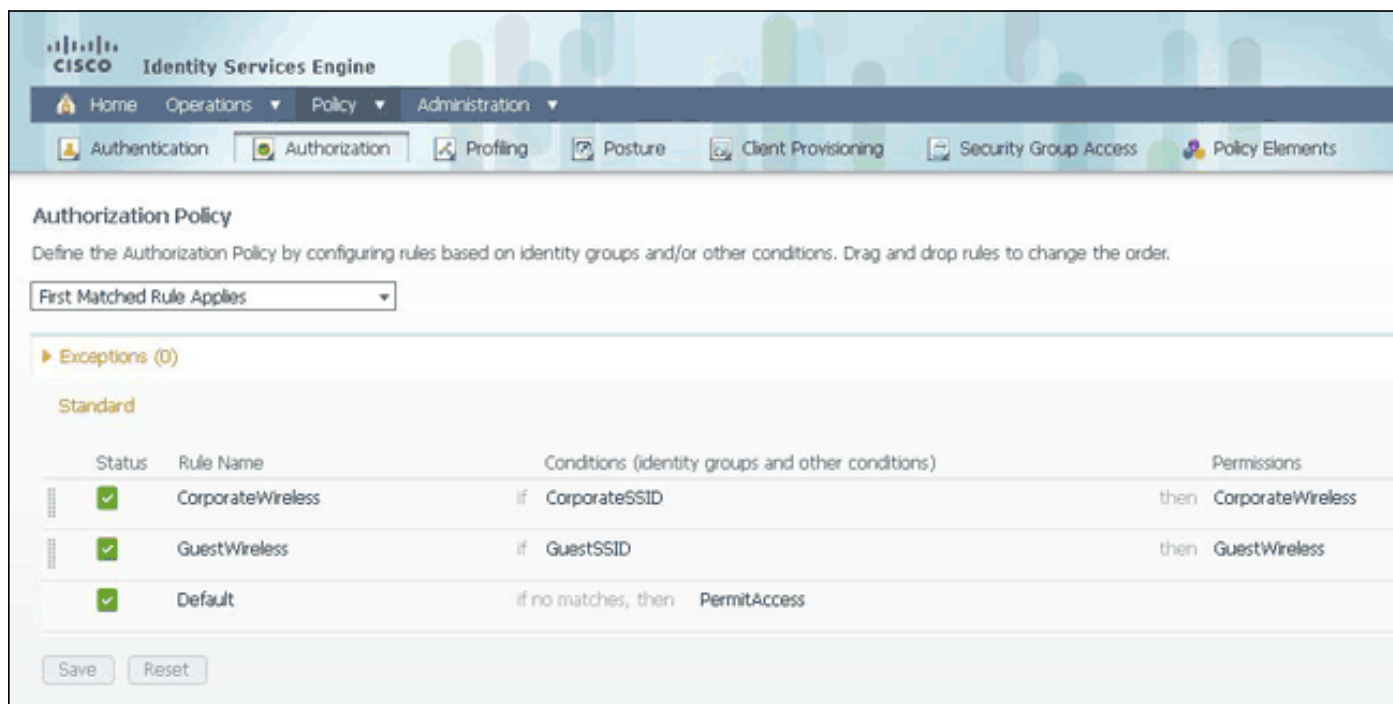 CISCO Identity Services Engine
Home Operations Policy Administration
Authentication Authorization Profiling Posture Client Provisioning Security Group Access Policy Elements
Authorization Policy
Define the Authorization Policy by configuring rules based on identity groups and/or other conditions. Drag and drop rules to change the order.
First Matched Rule Applies
Exceptions (0)
Standard
Status Rule Name Conditions (identity groups and other conditions) Permissions
CorporateWireless if CorporateSSID then CorporateWireless
GuestWireless if GuestSSID then GuestWireless
Default if no matches, then PermitAccess
Save Reset